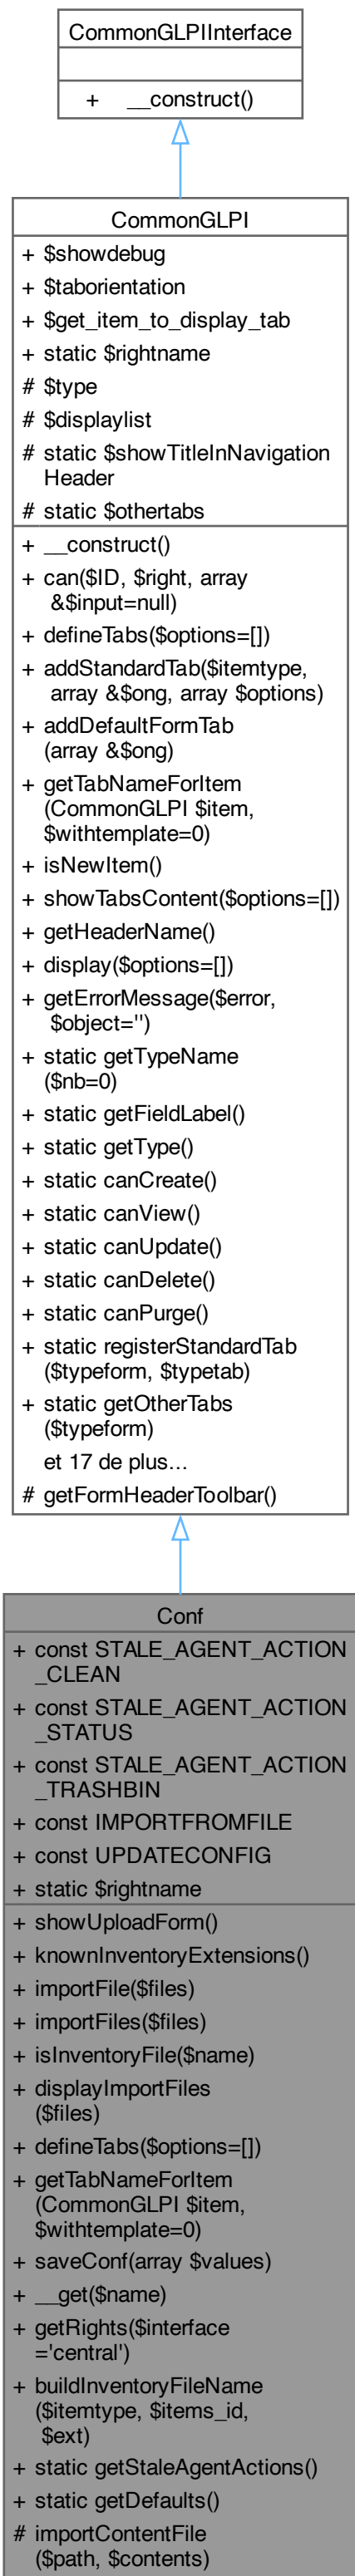 CommonGLPIInterface
+ __construct()
CommonGLPI
+ $showdebug
+ $taborientation
+ $get_item_to_display_tab
+ static $rightname
# $type
# $displaylist
# static $showTitleInNavigation
Header
# static $othertabs
+ __construct()
+ can($ID, $right, array
&$input=null)
+ defineTabs($options=[])
+ addStandardTab($itemtype,
array &$ong, array $options)
+ addDefaultFormTab
(array &$ong)
+ getTabNameForItem
(CommonGLPI $item,
$withtemplate=0)
+ isNewItem()
+ showTabsContent($options=[])
+ getHeaderName()
+ display($options=[])
+ getErrorMessage($error,
$object='')
+ static getTypeName
($nb=0)
+ static getFieldLabel()
+ static getType()
+ static canCreate()
+ static canView()
+ static canUpdate()
+ static canDelete()
+ static canPurge()
+ static registerStandardTab
($typeform, $typetab)
+ static getOtherTabs
($typeform)
et 17 de plus...
# getFormHeaderToolbar()
Conf
+ const STALE_AGENT_ACTION
_CLEAN
+ const STALE_AGENT_ACTION
_STATUS
+ const STALE_AGENT_ACTION
_TRASHBIN
+ const IMPORTFROMFILE
+ const UPDATECONFIG
+ static $rightname
+ showUploadForm()
+ knownInventoryExtensions()
+ importFile($files)
+ importFiles($files)
+ isInventoryFile($name)
+ displayImportFiles
($files)
+ defineTabs($options=[])
+ getTabNameForItem
(CommonGLPI $item,
$withtemplate=0)
+ saveConf(array $values)
+ __get($name)
+ getRights($interface
='central')
+ buildInventoryFileName
($itemtype, $items_id,
$ext)
+ static getStaleAgentActions()
+ static getDefaults()
# importContentFile
($path, $contents)